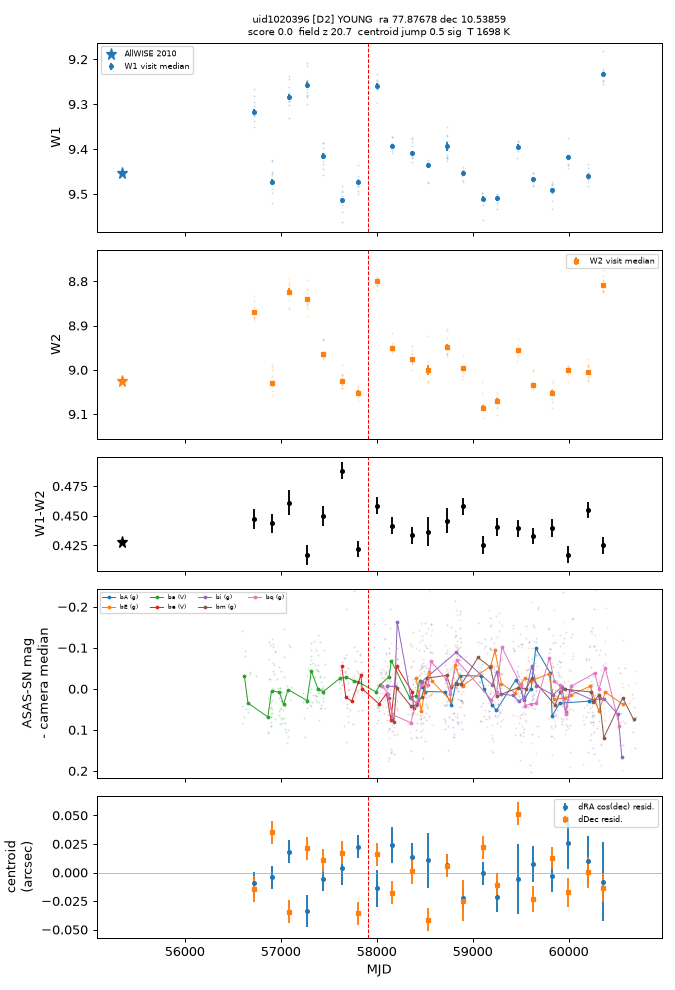 uid1020396 [D2] YOUNG ra 77.87678 dec 10.53859
score 0.0 field z 20.7 centroid jump 0.5 sig T 1698 K
AllWISE 2010
W1 visit median
W1
9.2
9.3
9.4
9.5
W2 visit median
W2
8.8
8.9
9.0
9.1
W1-W2
0.475
0.450
0.425
bA (g)
bE (g)
ba (V)
be (V)
bi (g)
bm (g)
bq (g)
ASAS-SN mag
- camera median
−0.2
−0.1
0.0
0.1
0.2
dRA cos(dec) resid.
dDec resid.
centroid
(arcsec)
0.050
0.025
0.000
−0.025
−0.050
56000 57000 58000 59000 60000
MJD